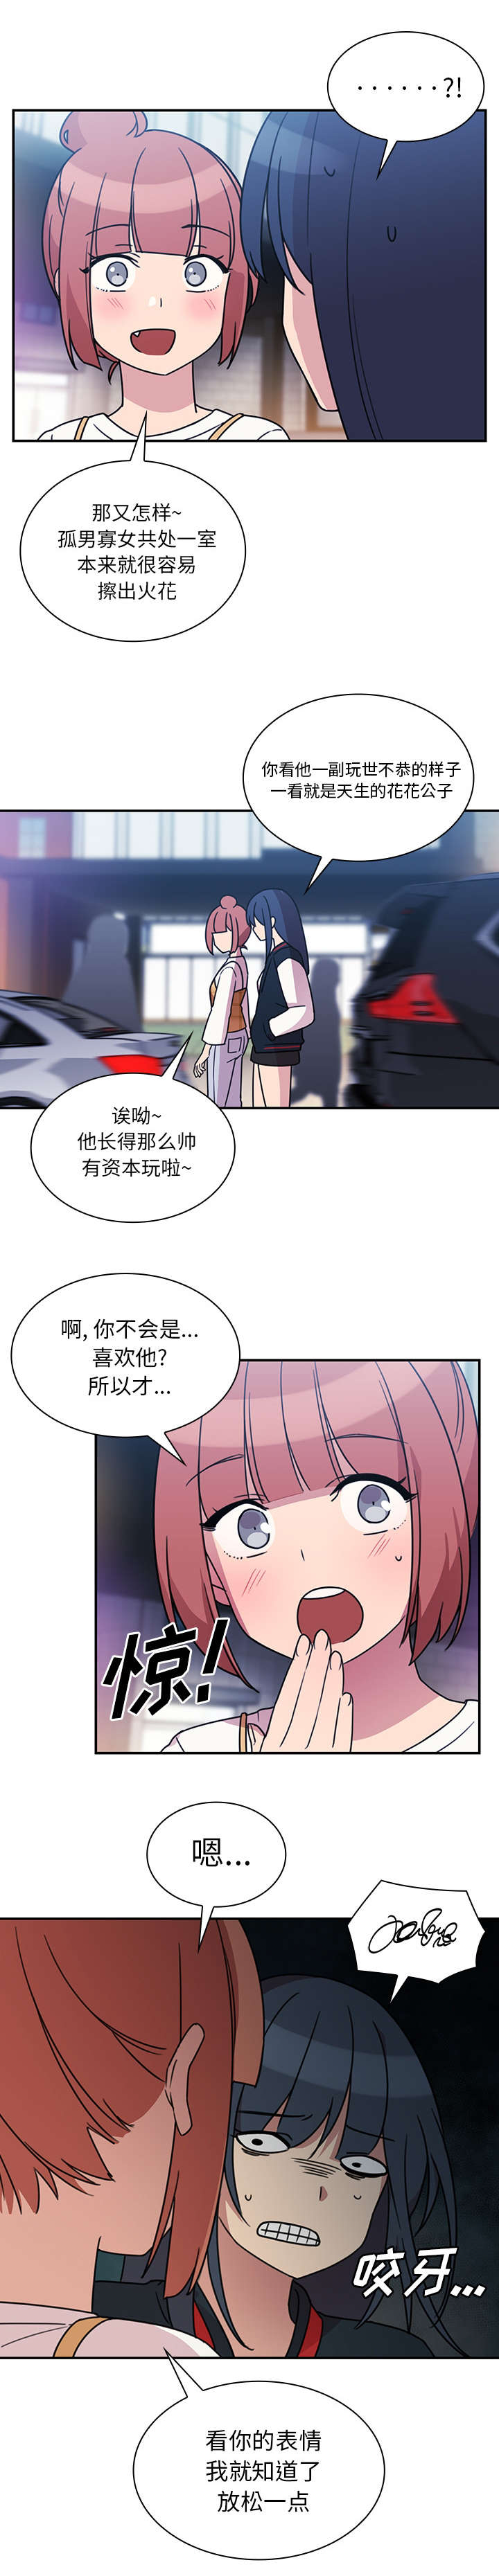 ······?!
那又怎样~
孤男寡女共处一室
本来就很容易
擦出火花
你看他一副玩世不恭的样子
一看就是天生的花花公子
诶呦~
他长得那么帅
有资本玩啦~
啊, 你不会是...
喜欢他?
所以才...
惊!
嗯...
咬牙...
看你的表情
我就知道了
放松一点